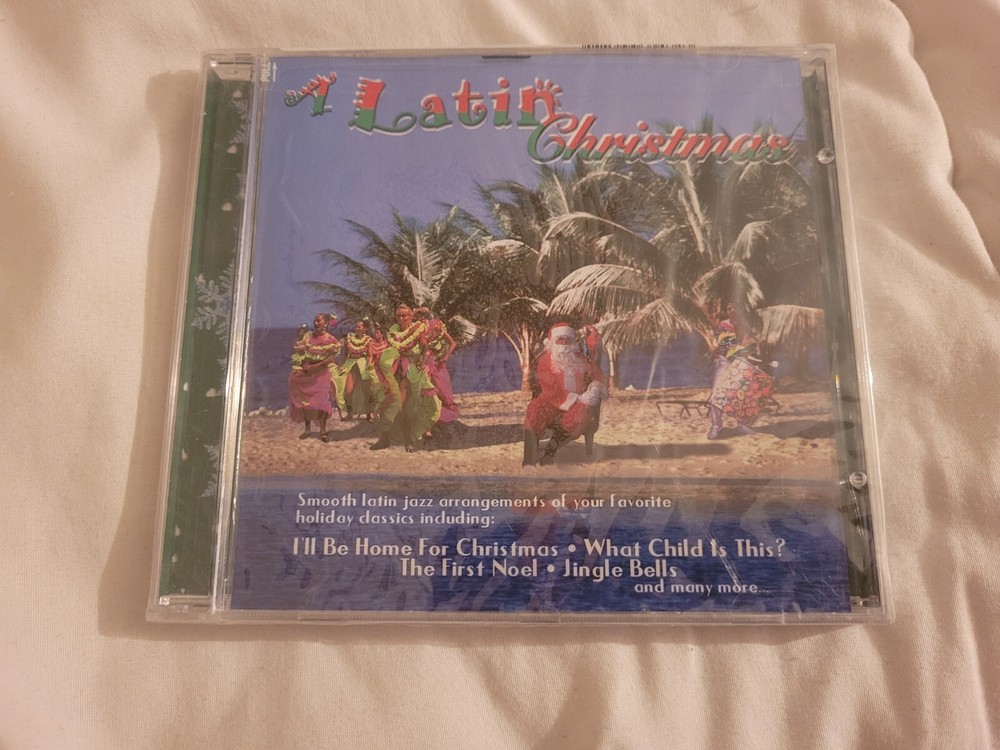 A Latin
Christmas
Smooth latin jazz arrangements of your favorite
holiday classics including:
I'll Be Home For Christmas • What Child Is This?
The First Noel • Jingle Bells
and many more...